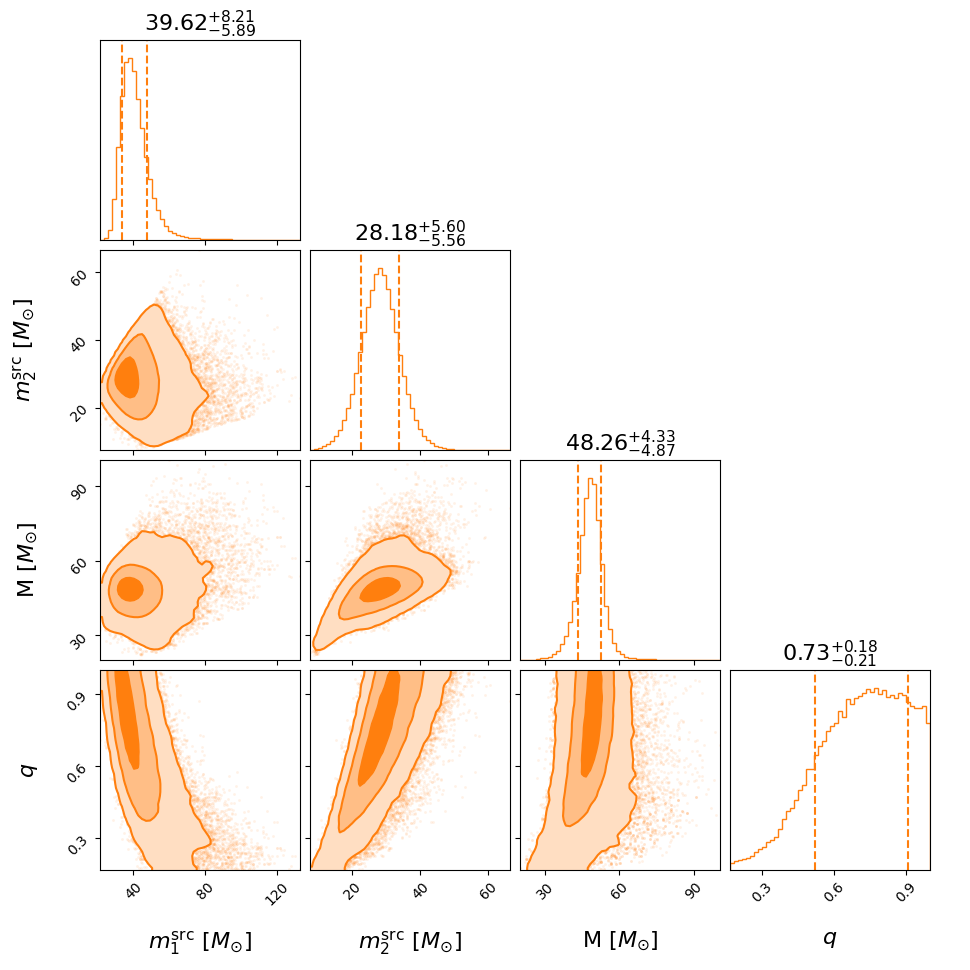 39.62^{+8.21}_{-5.89}
28.18^{+5.60}_{-5.56}
60
40
20
m_2^{src} [M_⊙]
48.26^{+4.33}_{-4.87}
90
60
30
M [M_⊙]
0.73^{+0.18}_{-0.21}
0.9
0.6
0.3
q
40 80 120
20 40 60
30 60 90
0.3 0.6 0.9
m_1^{src} [M_⊙] m_2^{src} [M_⊙] M [M_⊙] q